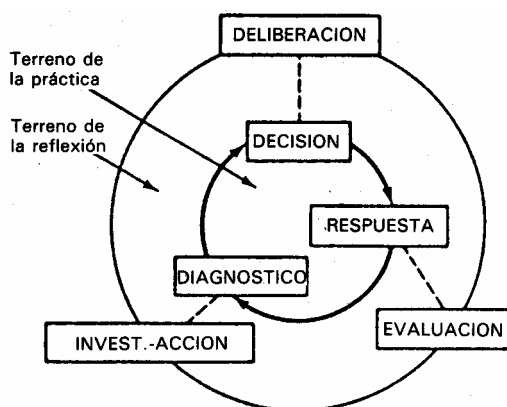 DELIBERACION
Terreno de
la práctica
Terreno de
la reflexión
DECISION
RESPUESTA
DIAGNOSTICO
INVEST.-ACCION
EVALUACION